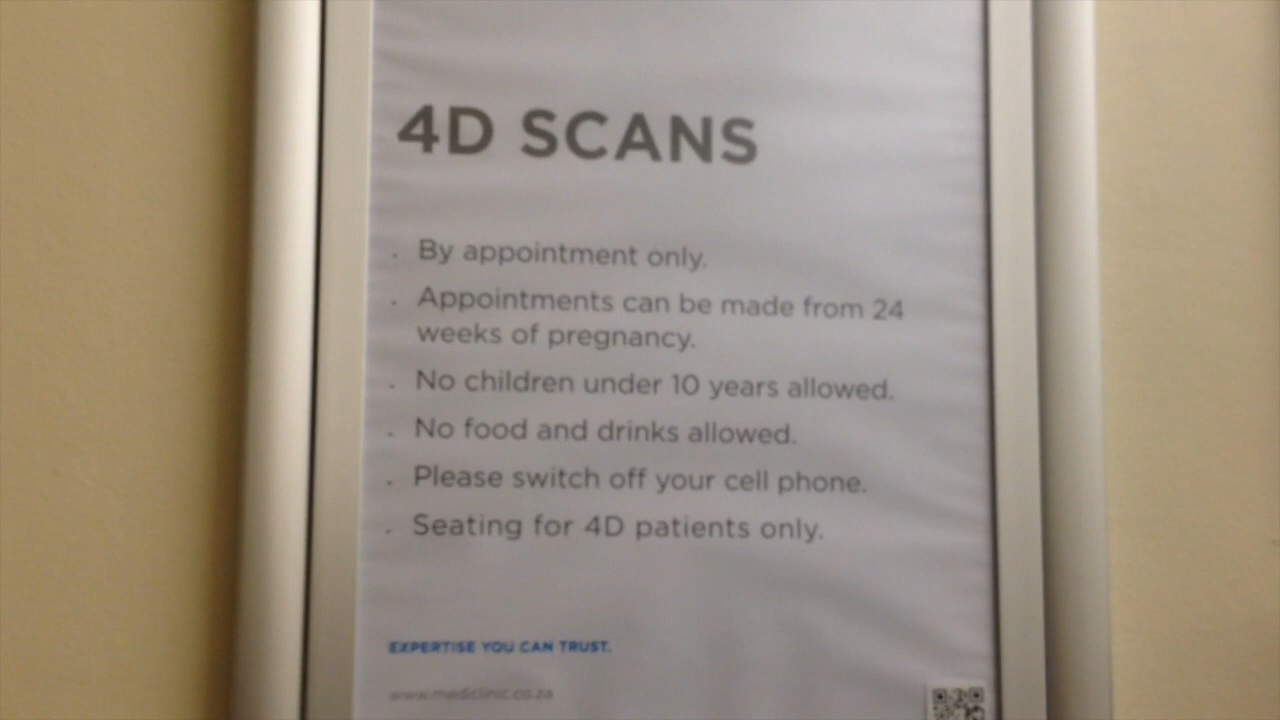 4D SCANS
. By appointment only.
. Appointments can be made from 24
weeks of pregnancy.
. No children under 10 years allowed.
. No food and drinks allowed.
. Please switch off your cell phone.
. Seating for 4D patients only.
EXPERTISE YOU CAN TRUST.
www.mediclinic.co.za